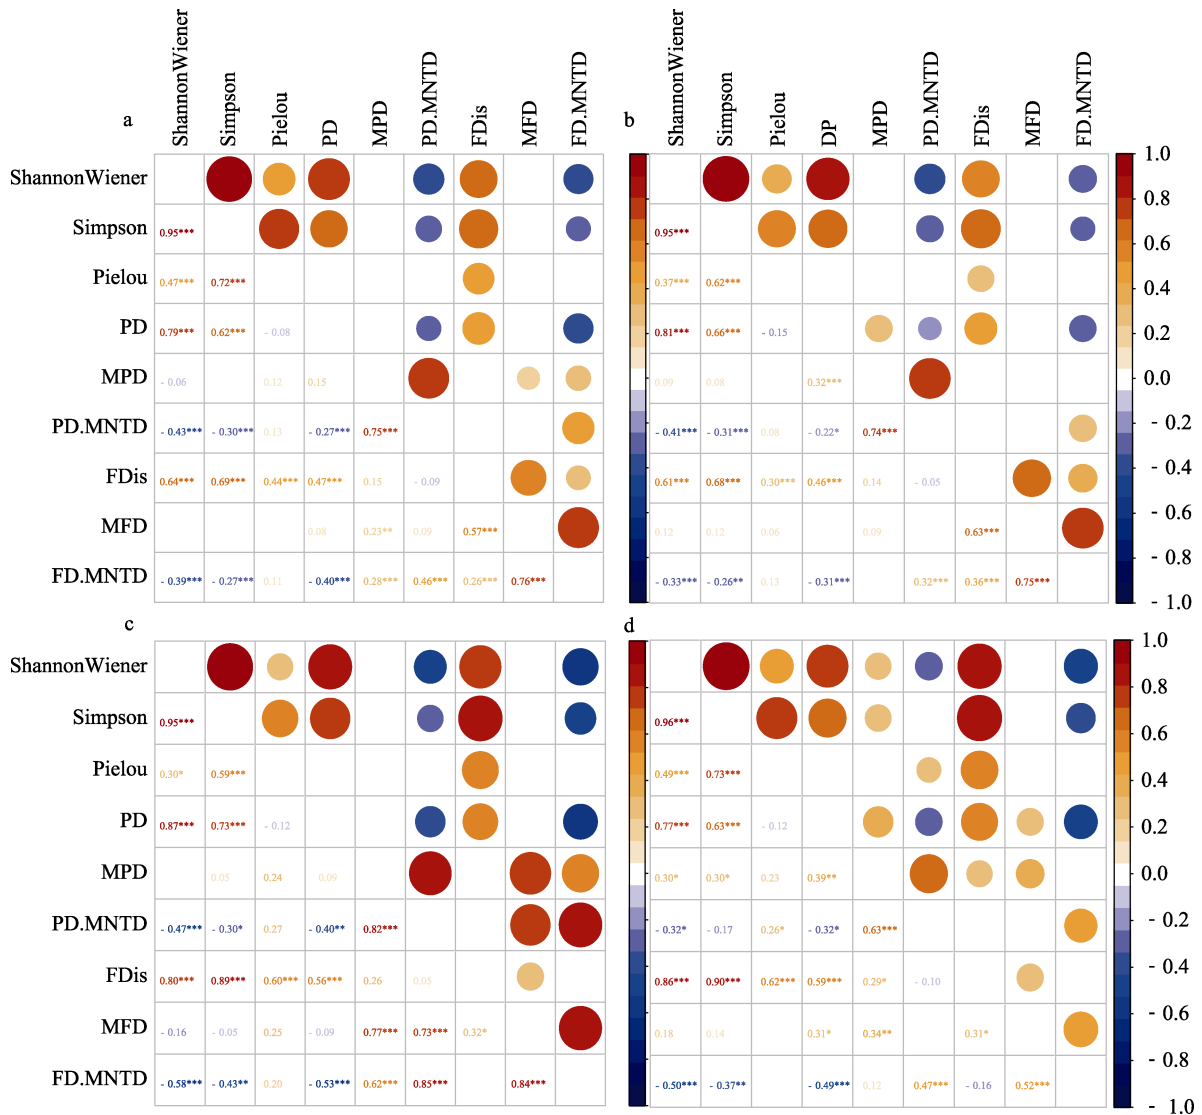 a
ShannonWiener Simpson Pielou PD MPD PD.MNTD FDis MFD FD.MNTD
b
ShannonWiener Simpson Pielou DP MPD PD.MNTD FDis MFD FD.MNTD
ShannonWiener
Simpson 0.95*** 0.95***
Pielou 0.47*** 0.72*** 0.37*** 0.62***
PD 0.79*** 0.62*** - 0.08 0.81*** 0.66*** - 0.15
MPD - 0.06 0.12 0.15 0.09 0.08 0.32***
PD.MNTD - 0.43*** - 0.30*** 0.13 - 0.27*** 0.75*** - 0.41*** - 0.31*** 0.08 - 0.22* 0.74***
FDis 0.64*** 0.69*** 0.44*** 0.47*** 0.15 - 0.09 0.61*** 0.68*** 0.30*** 0.46*** 0.14 - 0.05
MFD 0.08 0.23** 0.09 0.57*** 0.12 0.12 0.06 0.09 0.63***
FD.MNTD - 0.39*** - 0.27*** 0.11 - 0.40*** 0.28*** 0.46*** 0.26*** 0.76*** - 0.33*** - 0.26** 0.13 - 0.31*** 0.32*** 0.36*** 0.75***
1.0
0.8
0.6
0.4
0.2
0.0
- 0.2
- 0.4
- 0.6
- 0.8
- 1.0
c
d
ShannonWiener
Simpson 0.95*** 0.96***
Pielou 0.30* 0.59*** 0.49*** 0.73***
PD 0.87*** 0.73*** - 0.12 0.77*** 0.63*** - 0.12
MPD 0.05 0.24 0.09 0.30* 0.30* 0.23 0.39**
PD.MNTD - 0.47*** - 0.30* 0.27 - 0.40** 0.82*** - 0.32* - 0.17 0.26* - 0.32* 0.63***
FDis 0.80*** 0.89*** 0.60*** 0.56*** 0.26 0.05 0.86*** 0.90*** 0.62*** 0.59*** 0.29* - 0.10
MFD - 0.16 - 0.05 0.25 - 0.09 0.77*** 0.73*** 0.32* 0.18 0.14 0.31* 0.34** 0.31*
FD.MNTD - 0.58*** - 0.43** 0.20 - 0.53*** 0.62*** 0.85*** 0.84*** - 0.50*** - 0.37** - 0.49*** 0.12 0.47*** - 0.16 0.52***
1.0
0.8
0.6
0.4
0.2
0.0
- 0.2
- 0.4
- 0.6
- 0.8
- 1.0